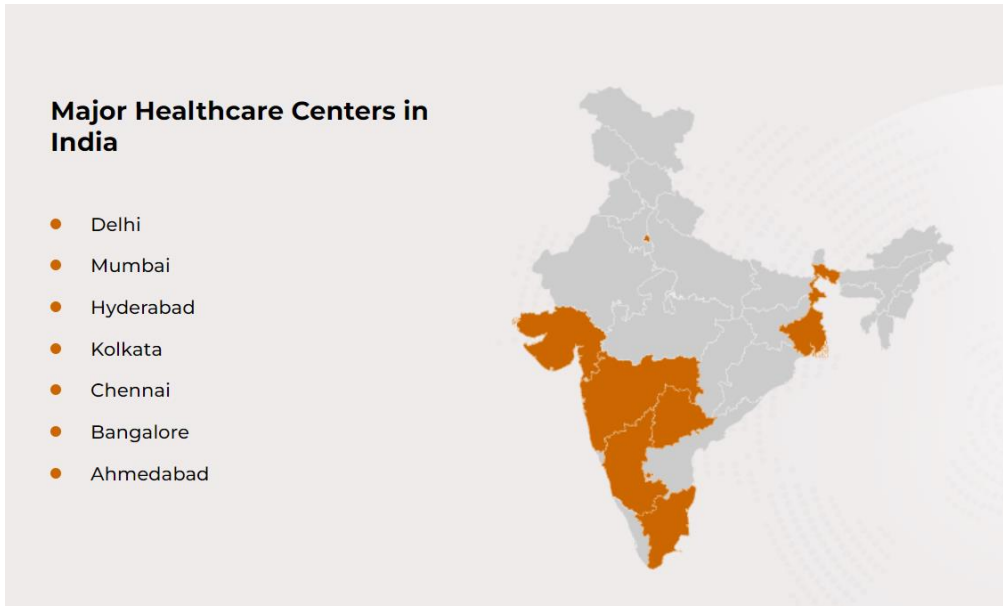 Major Healthcare Centers in
India
Delhi
Mumbai
Hyderabad
Kolkata
Chennai
Bangalore
Ahmedabad